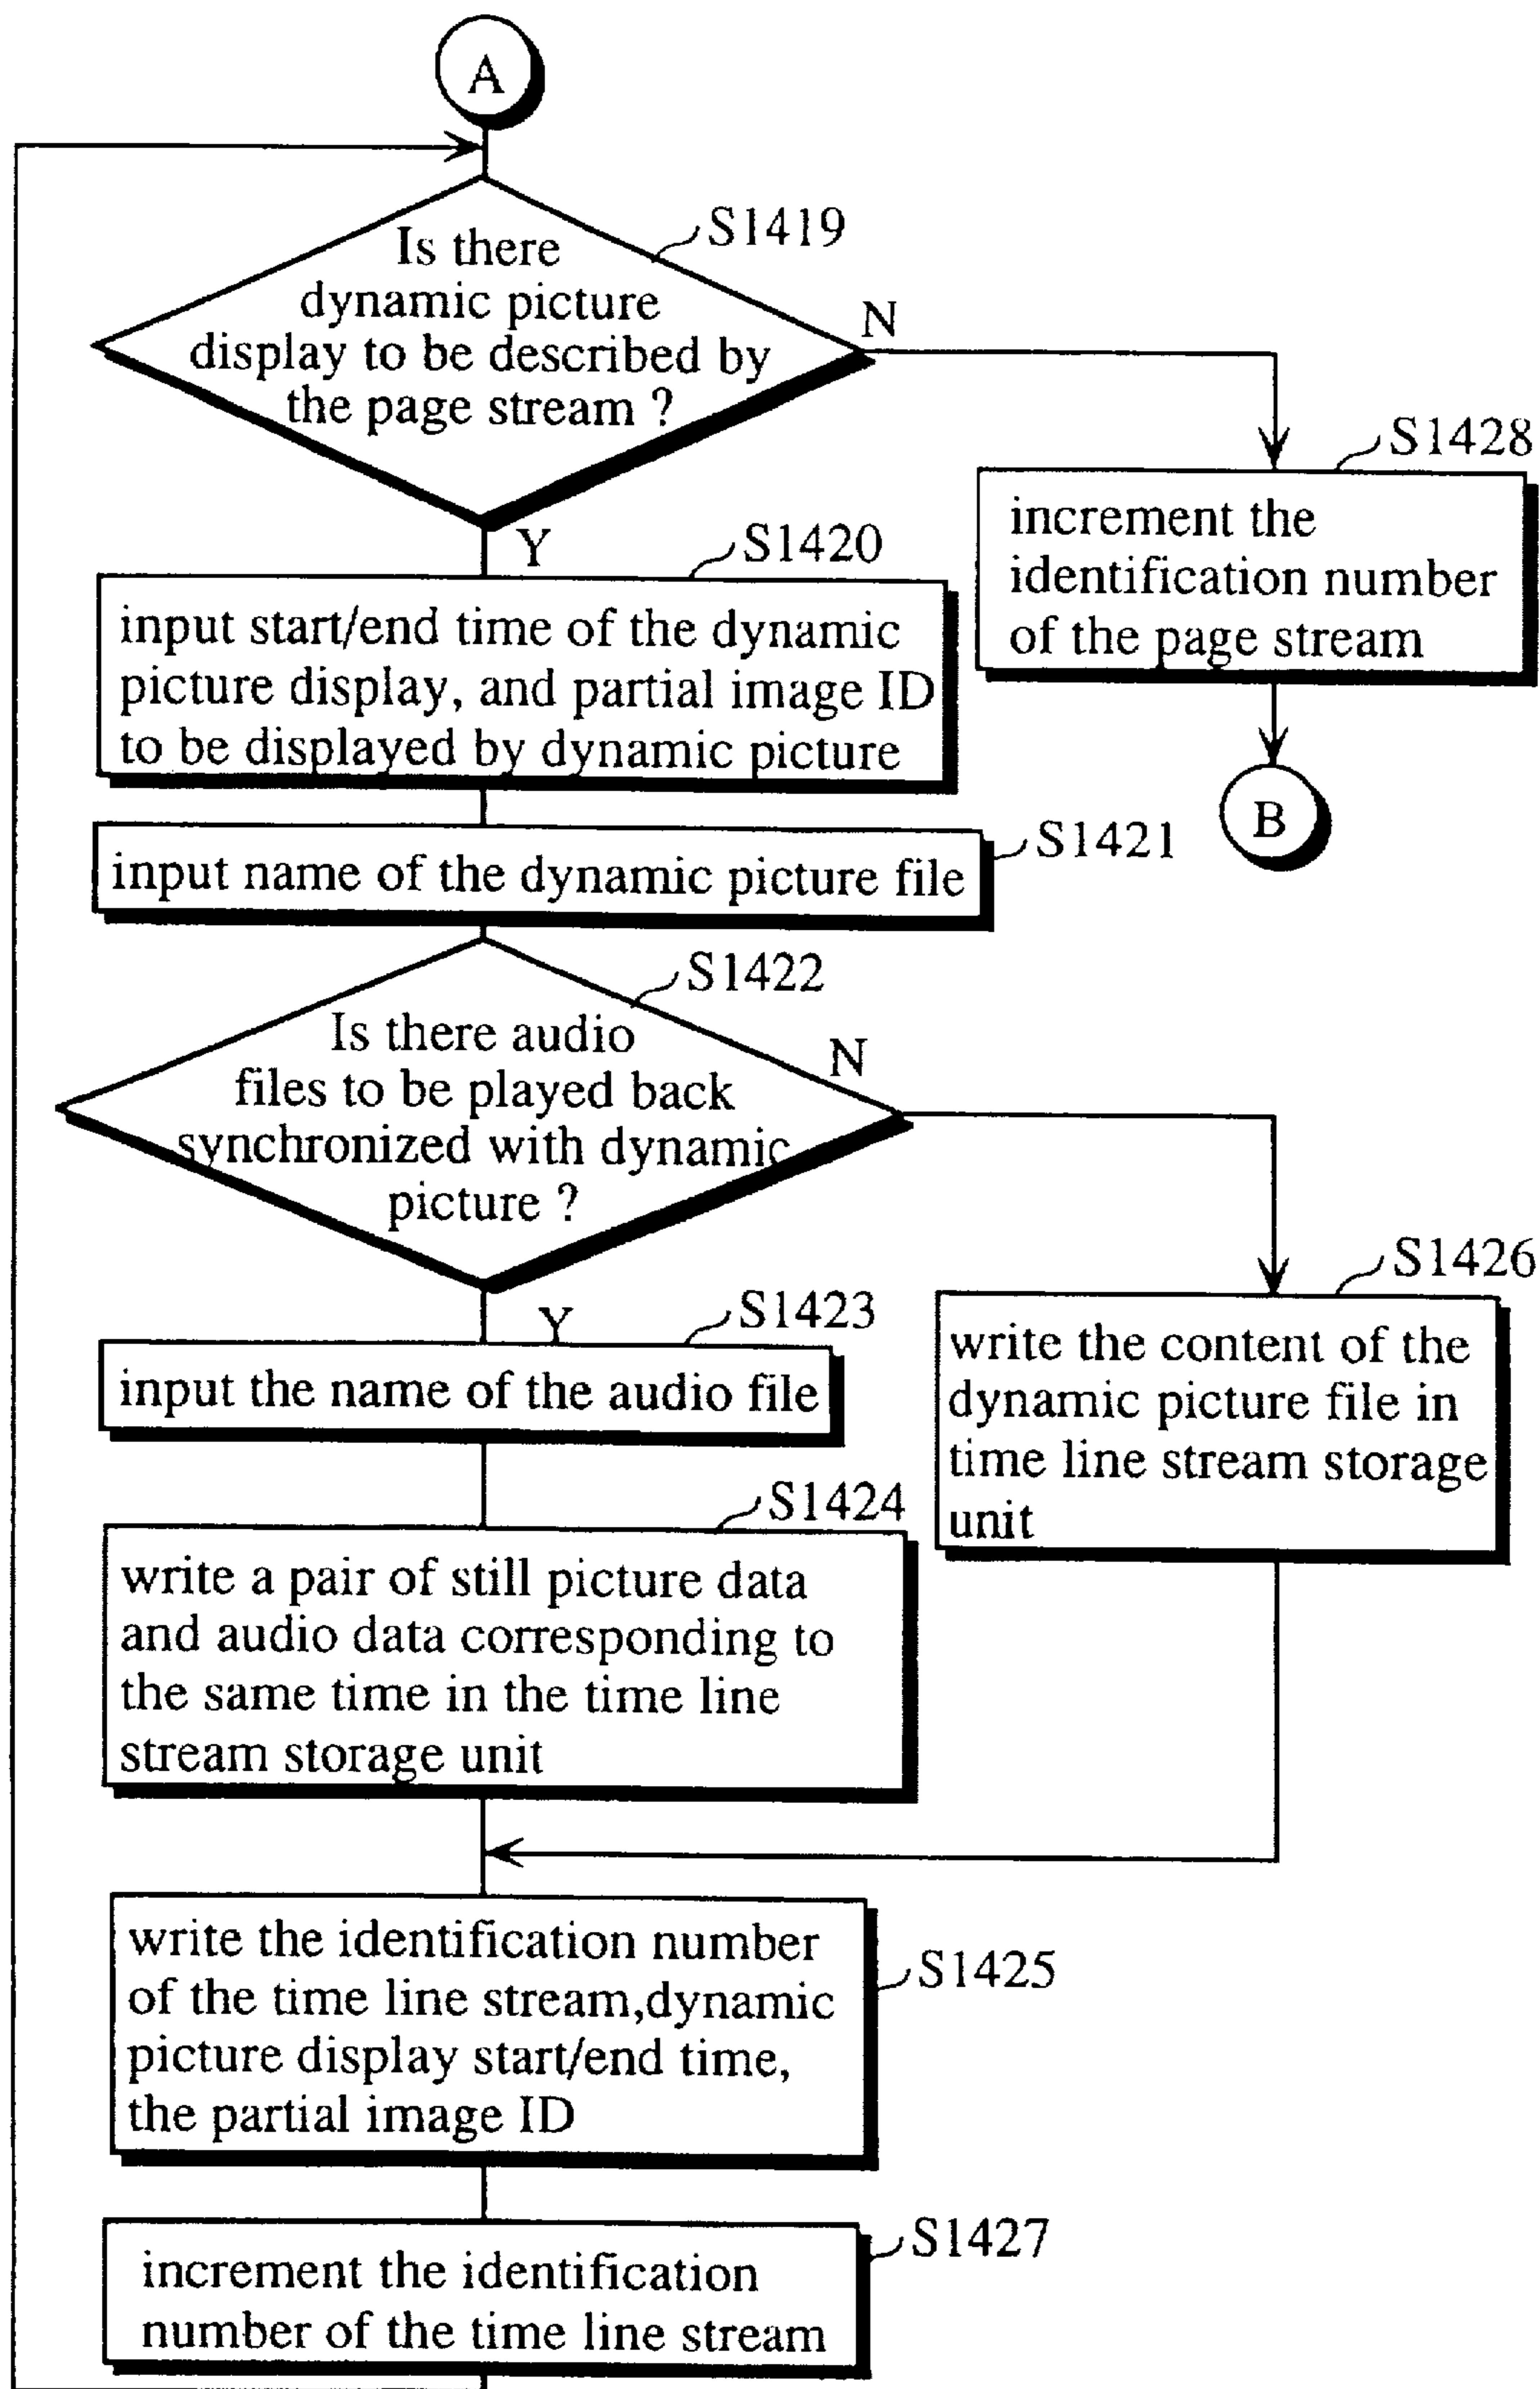 A
S1419
Is there
dynamic picture
display to be described by
the page stream ?
N
Y
S1428
increment the
identification number
of the page stream
B
S1420
input start/end time of the dynamic
picture display, and partial image ID
to be displayed by dynamic picture
S1421
input name of the dynamic picture file
S1422
Is there audio
files to be played back
synchronized with dynamic
picture ?
N
Y
S1426
write the content of the
dynamic picture file in
time line stream storage
unit
S1423
input the name of the audio file
S1424
write a pair of still picture data
and audio data corresponding to
the same time in the time line
stream storage unit
S1425
write the identification number
of the time line stream,dynamic
picture display start/end time,
the partial image ID
S1427
increment the identification
number of the time line stream